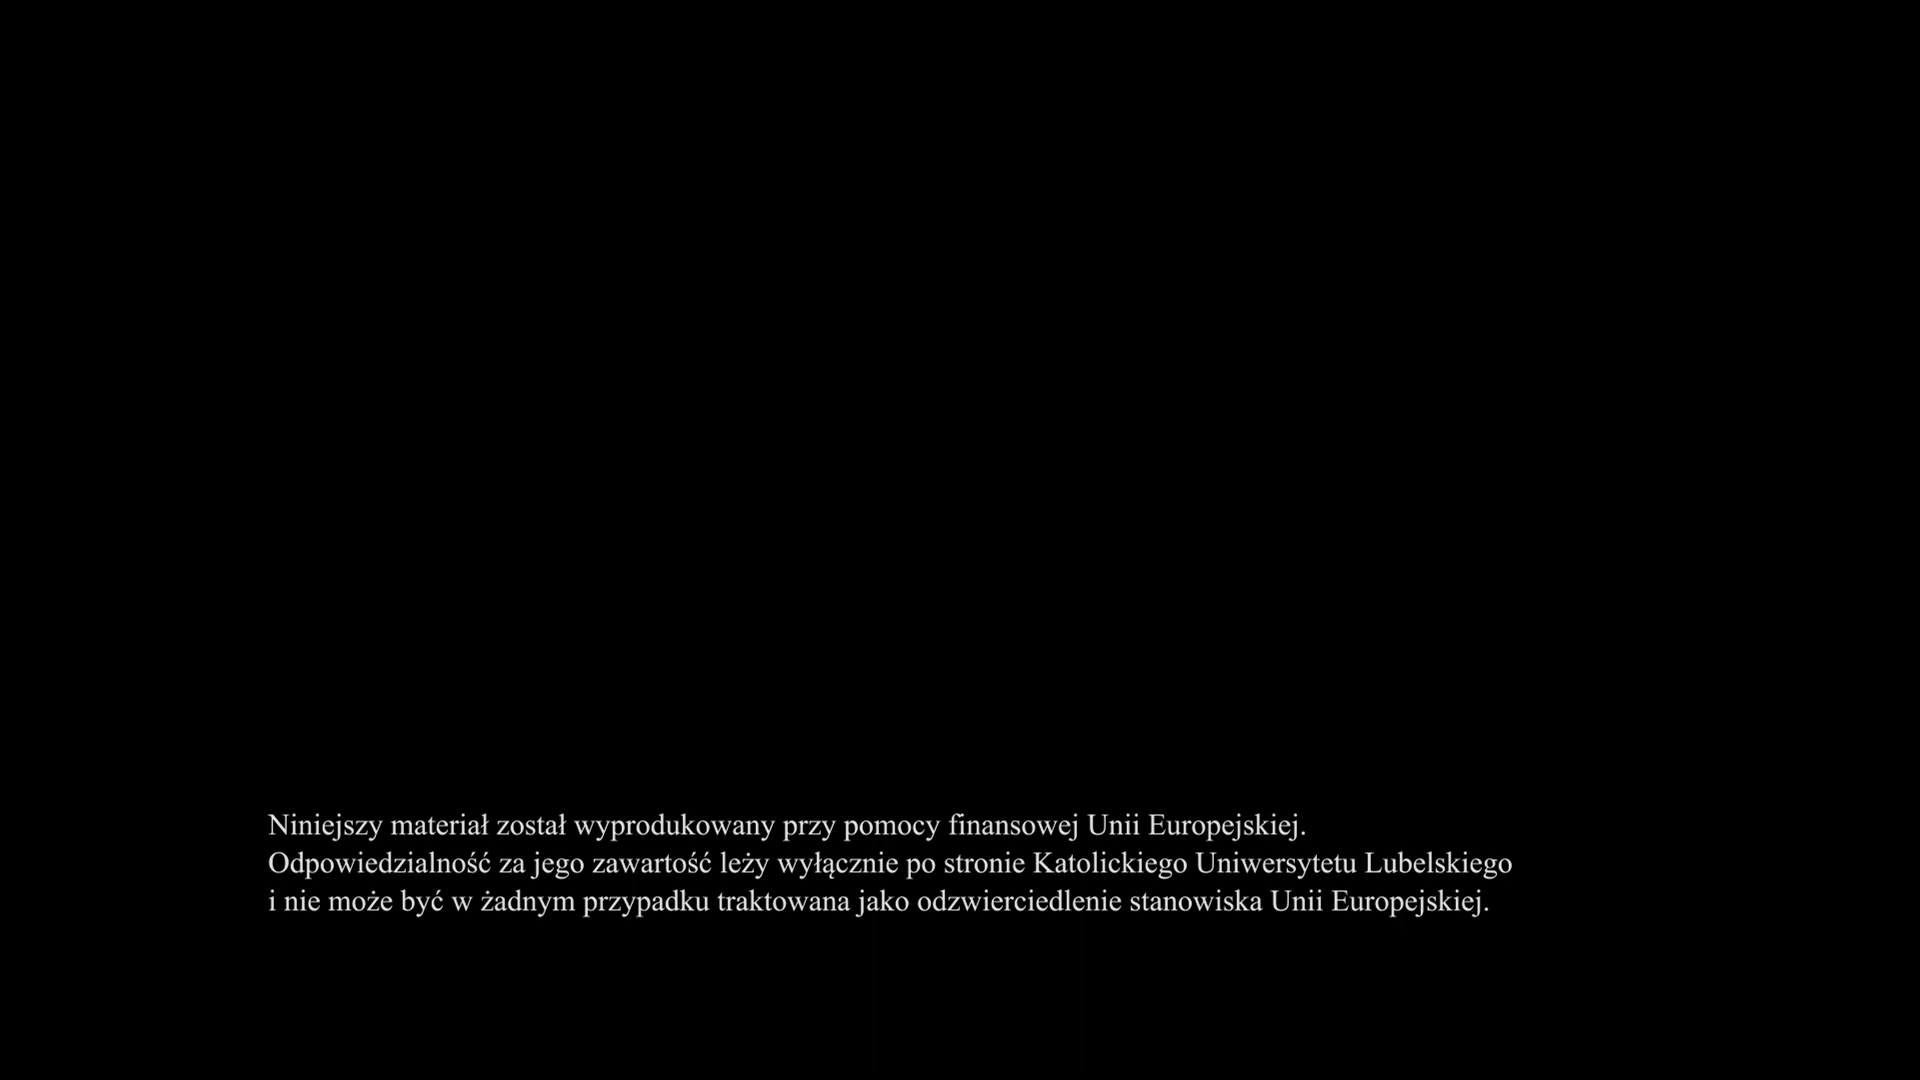 Niniejszy materiał został wyprodukowany przy pomocy finansowej Unii Europejskiej.
Odpowiedzialność za jego zawartość leży wyłącznie po stronie Katolickiego Uniwersytetu Lubelskiego
i nie może być w żadnym przypadku traktowana jako odzwierciedlenie stanowiska Unii Europejskiej.